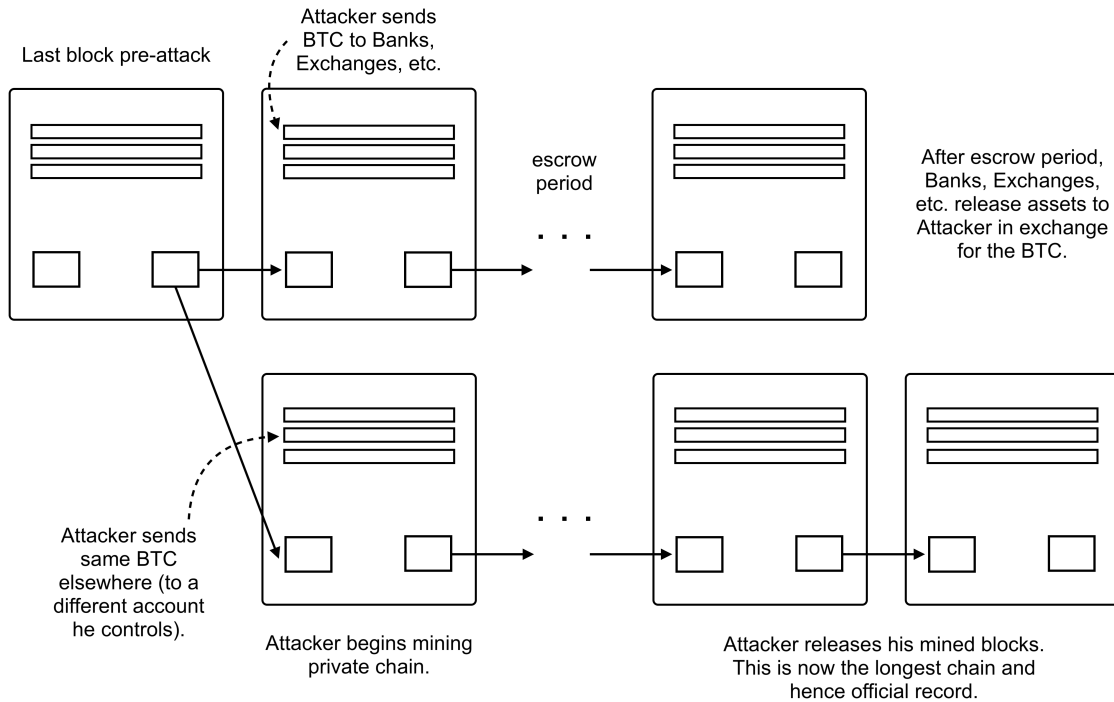 Attacker sends
BTC to Banks,
Exchanges, etc.
Last block pre-attack
escrow
period
. . .
After escrow period,
Banks, Exchanges,
etc. release assets to
Attacker in exchange
for the BTC.
Attacker sends
same BTC
elsewhere (to a
different account
he controls).
. . .
Attacker begins mining
private chain.
Attacker releases his mined blocks.
This is now the longest chain and
hence official record.